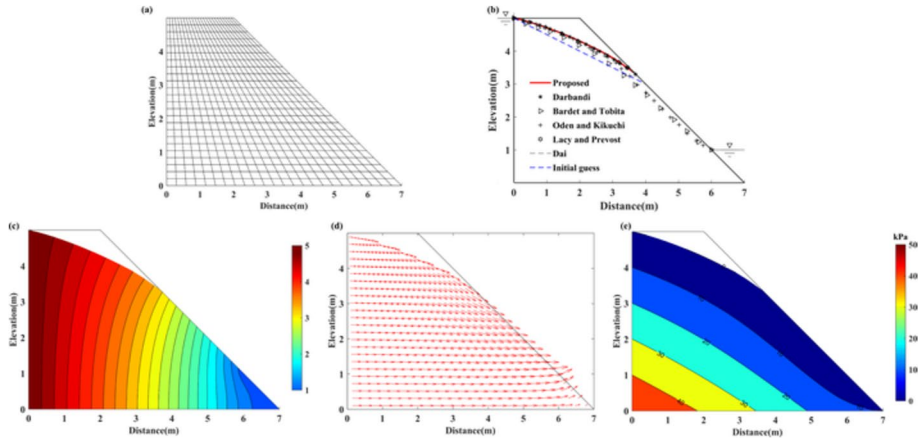 (a)
5
4
3
2
1
0
Elevation(m)
0 1 2 3 4 5 6 7
Distance(m)
(b)
5
4
3
2
1
Elevation(m)
Proposed
Darbandi
Bardet and Tobita
Oden and Kikuchi
Lacy and Prevost
Dai
Initial guess
0 1 2 3 4 5 6 7
Distance(m)
(c)
4
3
2
1
0
Elevation(m)
0 1 2 3 4 5 6 7
Distance(m)
5
4
3
2
1
(d)
5
4
3
2
1
0
Elevation(m)
0 1 2 3 4 5 6 7
Distance(m)
4
3
2
1
0
Elevation(m)
0 1 2 3 4 5 6 7
Distance(m)
kPa
50
40
30
20
10
0